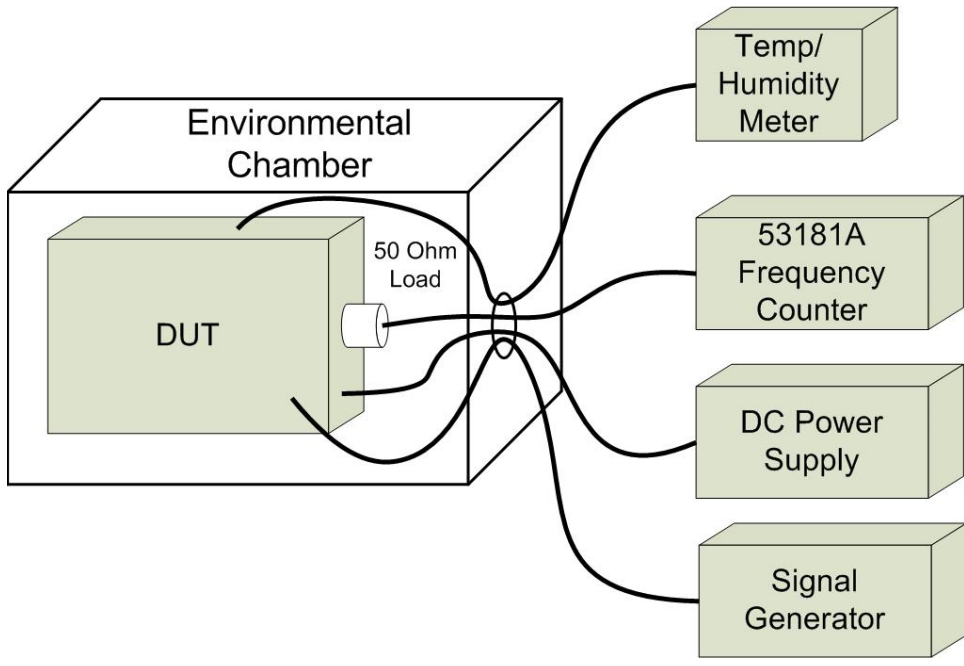 Environmental
Chamber
DUT
50 Ohm
Load
Temp/
Humidity
Meter
53181A
Frequency
Counter
DC Power
Supply
Signal
Generator